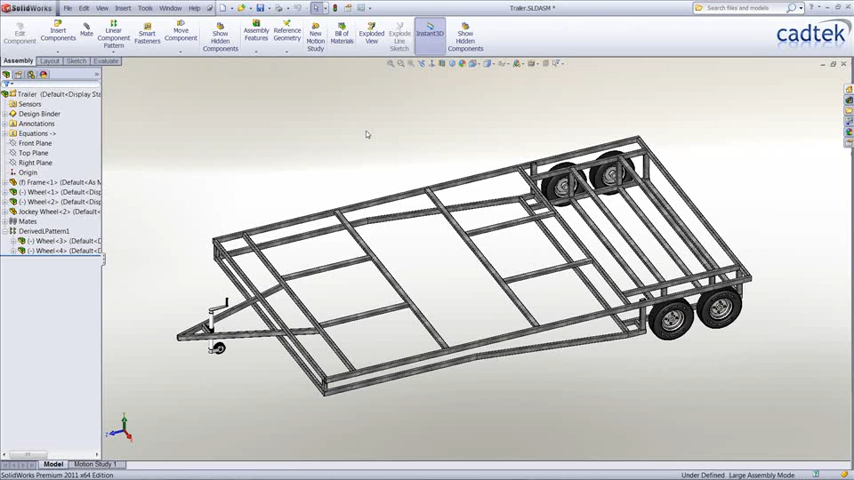 SolidWorks File Edit View Insert Tools Window Help Trailer.SLDASM * Search files and models
Edit Component Insert Components Mate Linear Component Pattern Smart Fasteners Move Component Show Hidden Components Assembly Features Reference Geometry New Motion Study Bill of Materials Exploded View Explode Line Sketch Instant3D Show Hidden Components
cadtek
Assembly Layout Sketch Evaluate
Trailer (Default<Display Sta
Sensors
Design Binder
Annotations
Equations ->
Front Plane
Top Plane
Right Plane
Origin
(f) Frame<1> (Default<As M
(-) Wheel<1> (Default<Disp
(-) Wheel<2> (Default<Disp
Jockey Wheel<2> (Default<D
Mates
DerivedLPattern1
(-) Wheel<3> (Default<D
(-) Wheel<4> (Default<D
Model Motion Study 1
SolidWorks Premium 2011 x64 Edition Under Defined Large Assembly Mode